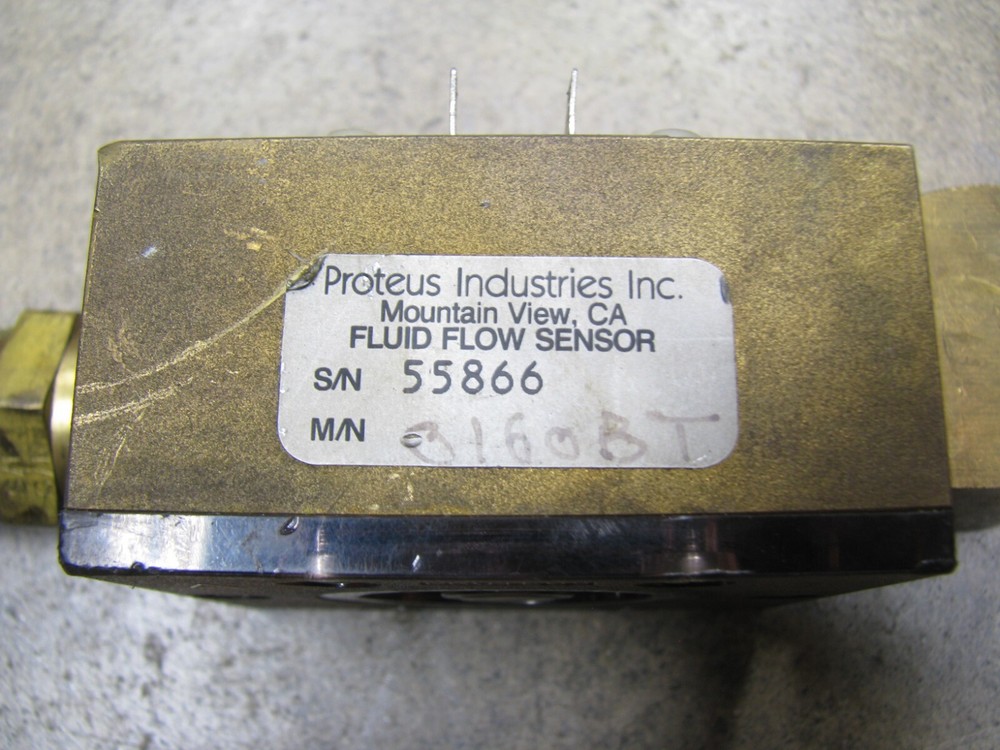 Proteus Industries Inc.
Mountain View, CA
FLUID FLOW SENSOR
S/N 55866
M/N